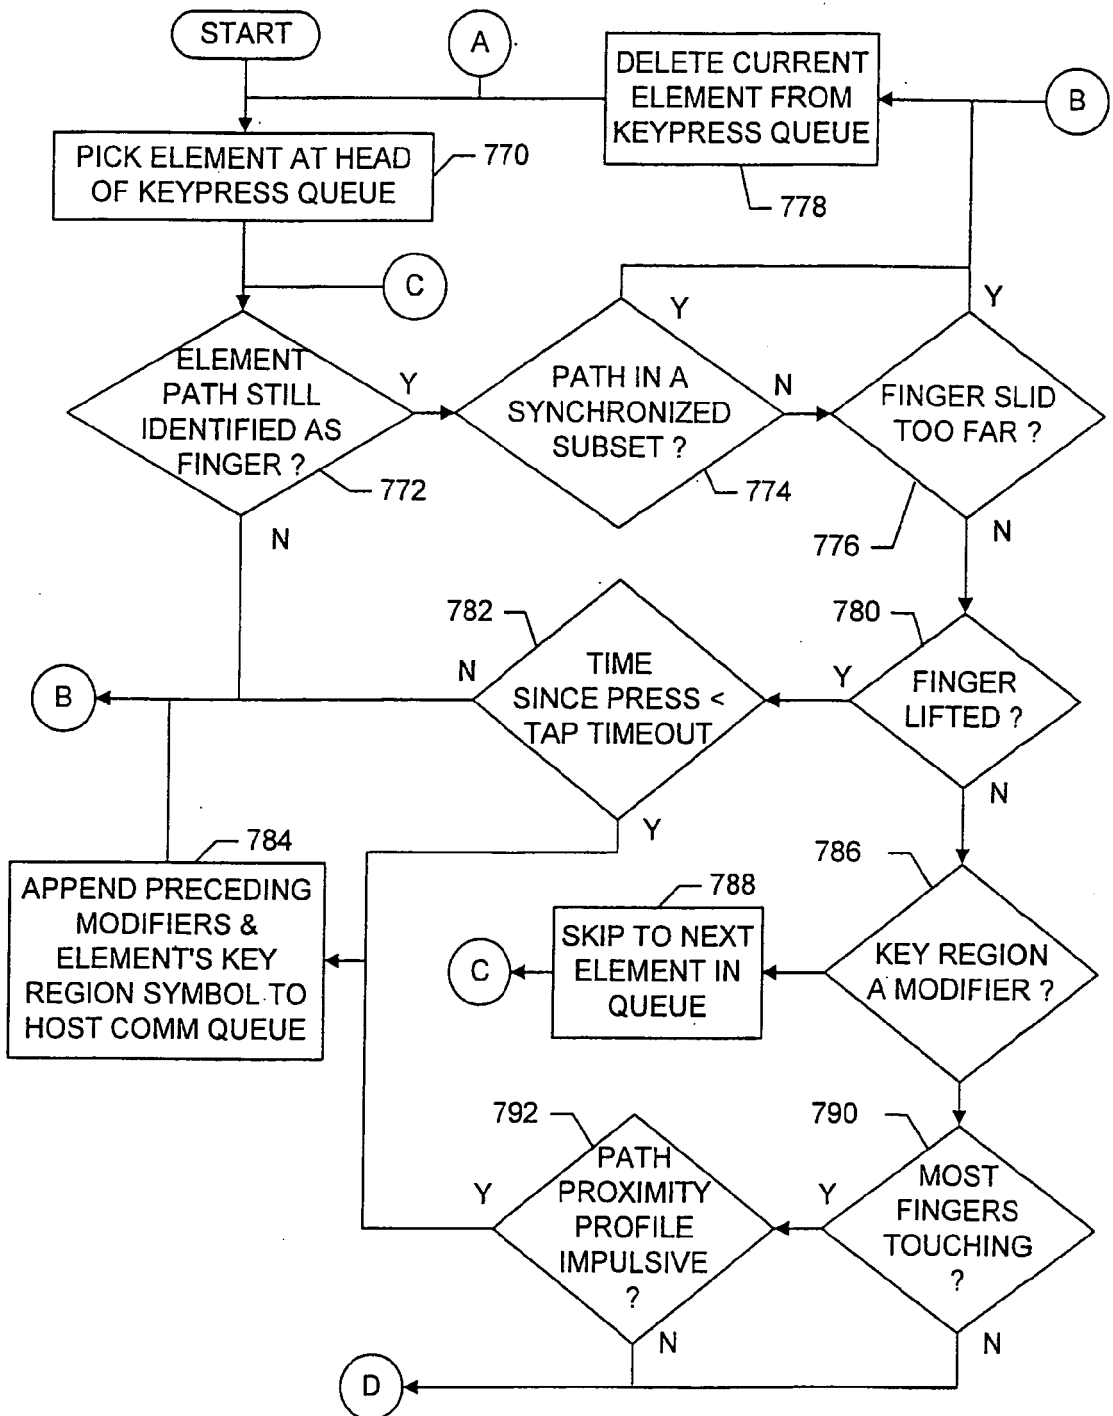 START
A
DELETE CURRENT
ELEMENT FROM
KEYPRESS QUEUE
B
PICK ELEMENT AT HEAD
OF KEYPRESS QUEUE
770
778
C
ELEMENT
PATH STILL
IDENTIFIED AS
FINGER ?
Y
772
N
PATH IN A
SYNCHRONIZED
SUBSET ?
Y
N
774
FINGER SLID
TOO FAR ?
Y
776
N
782
TIME
SINCE PRESS <
TAP TIMEOUT
N
Y
780
FINGER
LIFTED ?
Y
N
B
784
APPEND PRECEDING
MODIFIERS &
ELEMENT'S KEY
REGION SYMBOL TO
HOST COMM QUEUE
788
SKIP TO NEXT
ELEMENT IN
QUEUE
C
786
KEY REGION
A MODIFIER ?
792
PATH
PROXIMITY
PROFILE
IMPULSIVE
?
Y
N
790
MOST
FINGERS
TOUCHING
?
Y
N
D